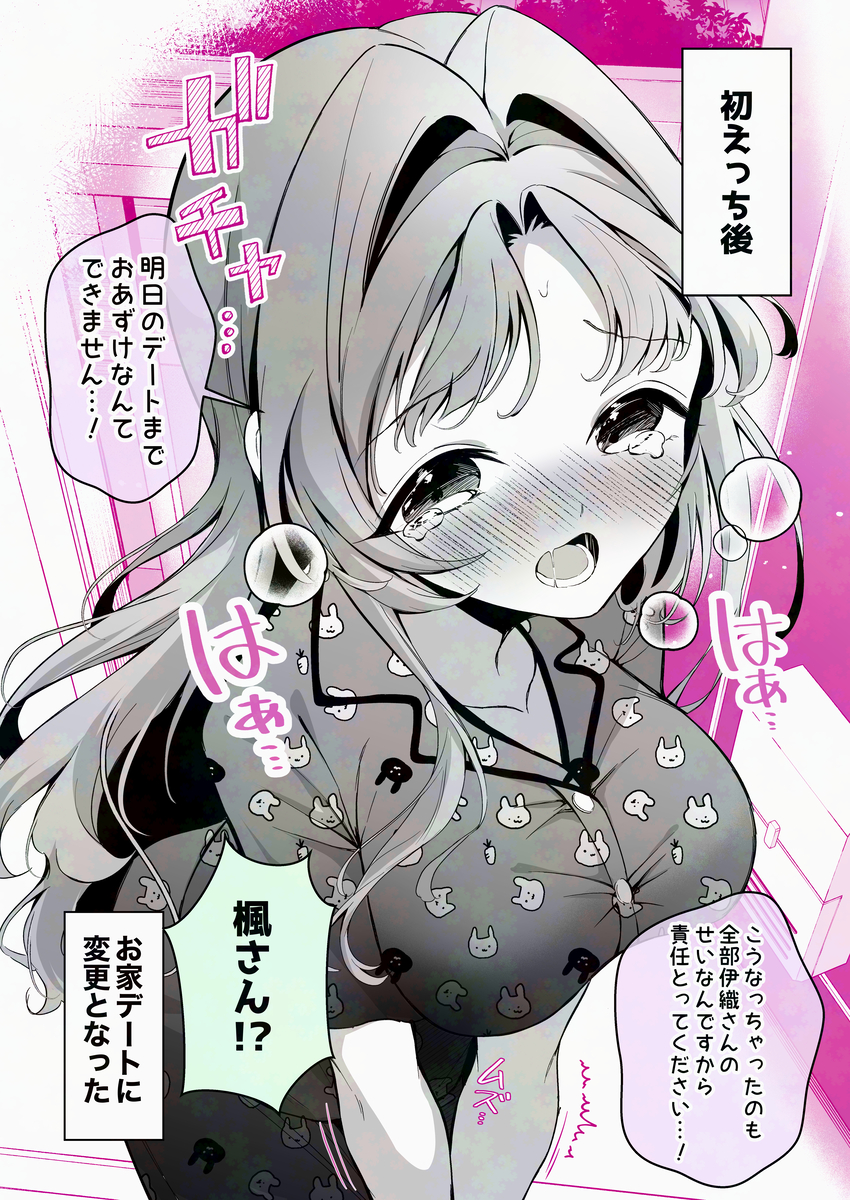 初えっち後
ガチャ…
明日のデートまで
おあずけなんて
できません…！
はぁ…
はぁ…
楓さん!?
こうなっちゃったのも
全部伊織さんの
せいなんですから
責任とってください…！
お家デートに
変更となった